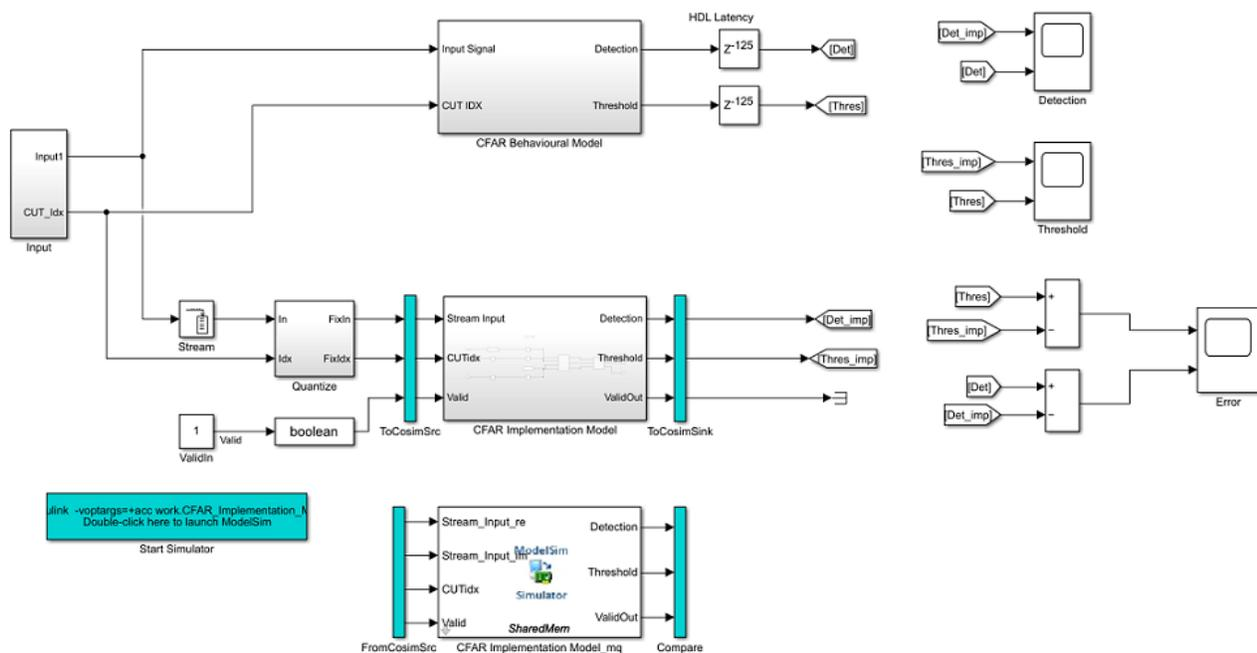 HDL Latency
Input Signal
Detection
Z-125
[Det]
CUT IDX
Threshold
Z-125
[Thres]
CFAR Behavioural Model
[Det_imp]
[Det]
Detection
Input1
CUT_Idx
Input
[Thres_imp]
[Thres]
Threshold
Stream
In
FixIn
Idx
FixIdx
Quantize
Stream Input
Detection
[Det_imp]
CUTidx
Threshold
[Thres_imp]
Valid
ValidOut
CFAR Implementation Model
ToCosimSrc
ToCosimSink
1
Valid
ValidIn
boolean
[Thres]
+
[Thres_imp]
−
[Det]
+
[Det_imp]
−
Error
ulink -voptargs=+acc work.CFAR_Implementation_M
Double-click here to launch ModelSim
Start Simulator
Stream_Input_re
Detection
Stream_Input_im
ModelSim
Simulator
Threshold
CUTidx
Valid
ValidOut
SharedMem
FromCosimSrc
CFAR Implementation Model_mq
Compare